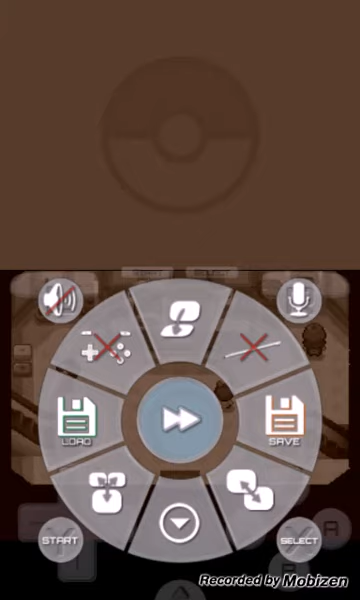 LOAD
SAVE
START
SELECT
Y
X
A
B
Recorded by Mobizen